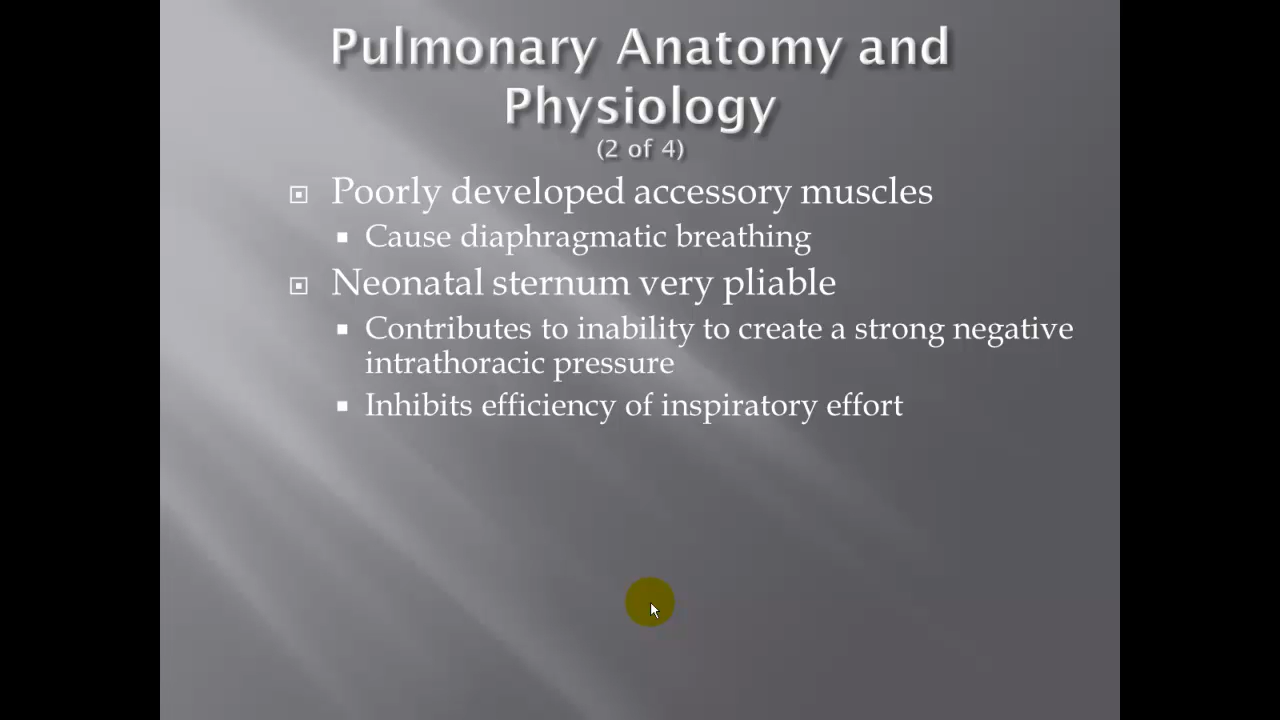 Pulmonary Anatomy and
Physiology
(2 of 4)
Poorly developed accessory muscles
Cause diaphragmatic breathing
Neonatal sternum very pliable
Contributes to inability to create a strong negative
intrathoracic pressure
Inhibits efficiency of inspiratory effort